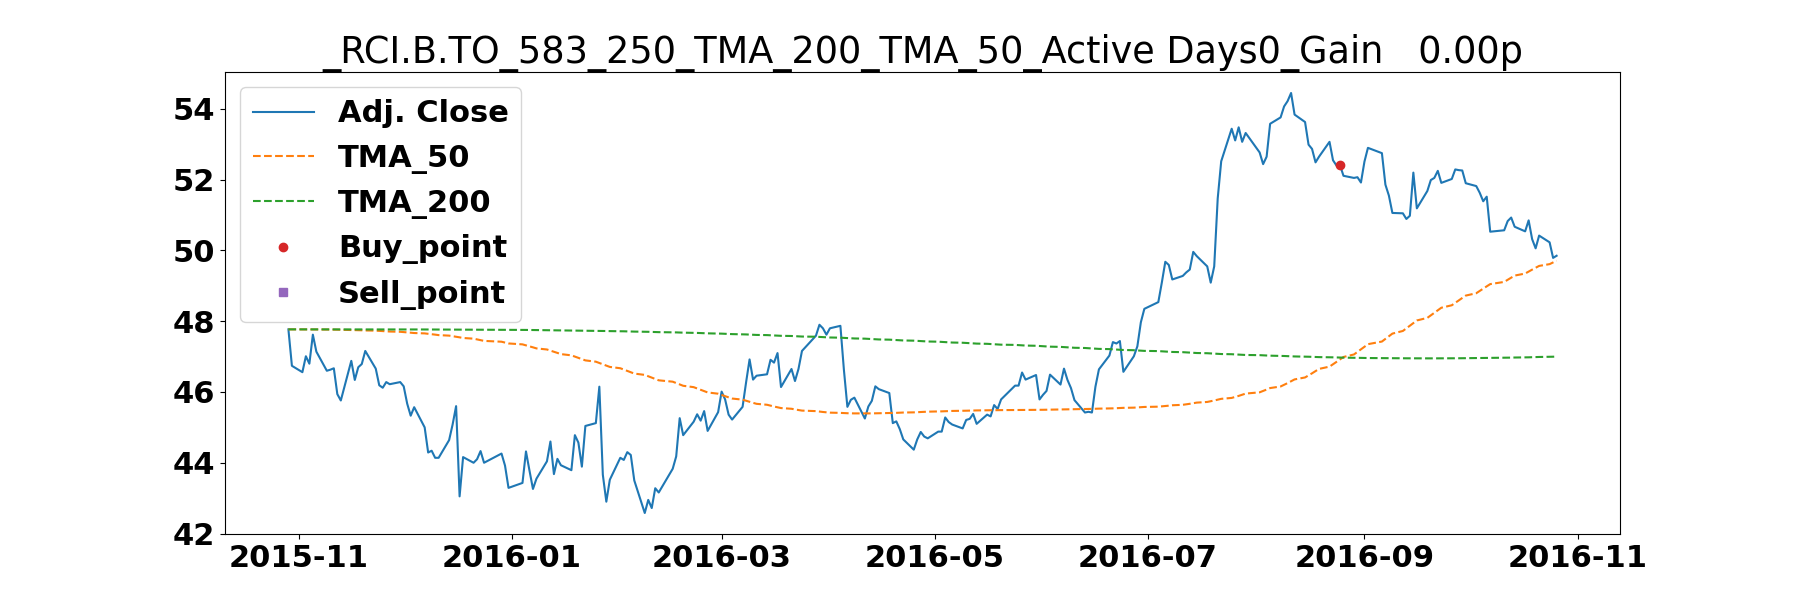 _RCI.B.TO_583_250_TMA_200_TMA_50_Active Days0_Gain   0.00p
54
52
50
48
46
44
42
Adj. Close
TMA_50
TMA_200
Buy_point
Sell_point
2015-11 2016-01 2016-03 2016-05 2016-07 2016-09 2016-11